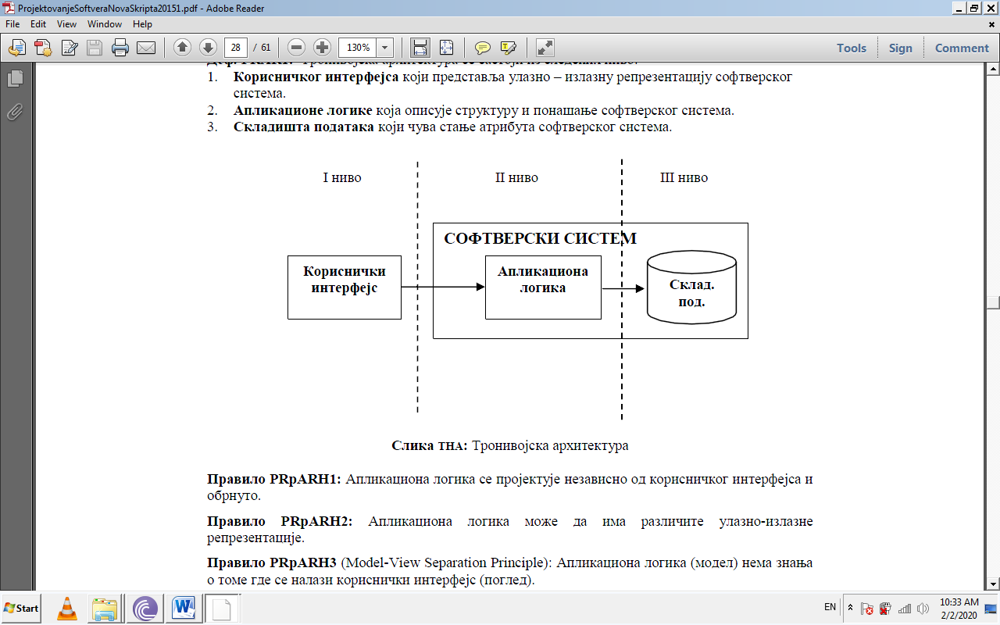 ProjektovanjeSoftveraNovaSkripta20151.pdf - Adobe Reader
File Edit View Window Help
28 / 61 130% Tools Sign Comment
1. Корисничког интерфејса који представља улазно – излазну репрезентацију софтверског
система.
2. Апликационе логике која описује структуру и понашање софтверског система.
3. Складишта података који чува стање атрибута софтверског система.
I ниво II ниво III ниво
СОФТВЕРСКИ СИСТЕМ
Кориснички
интерфејс
Апликациона
логика
Склад.
под.
Слика THA: Тронивојска архитектура
Правило PRpARH1: Апликациона логика се пројектује независно од корисничког интерфејса и
обрнуто.
Правило PRpARH2: Апликациона логика може да има различите улазно-излазне
репрезентације.
Правило PRpARH3 (Model-View Separation Principle): Апликациона логика (модел) нема знања
о томе где се налази кориснички интерфејс (поглед).
Start EN 10:33 AM
2/2/2020